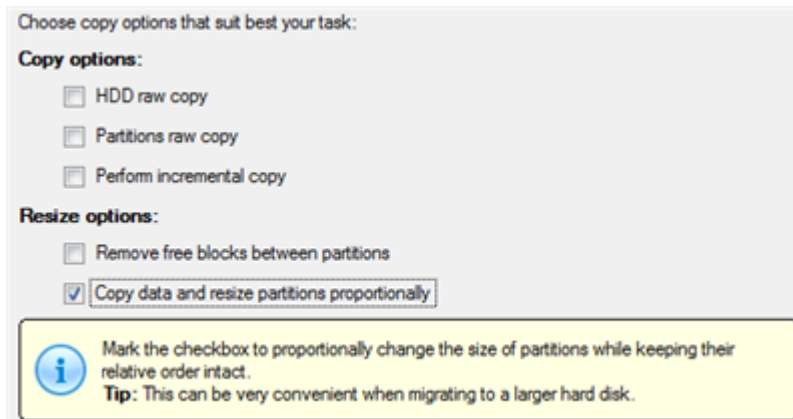 Choose copy options that suit best your task:
Copy options:
HDD raw copy
Partitions raw copy
Perform incremental copy
Resize options:
Remove free blocks between partitions
Copy data and resize partitions proportionally
Mark the checkbox to proportionally change the size of partitions while keeping their
relative order intact.
Tip: This can be very convenient when migrating to a larger hard disk.